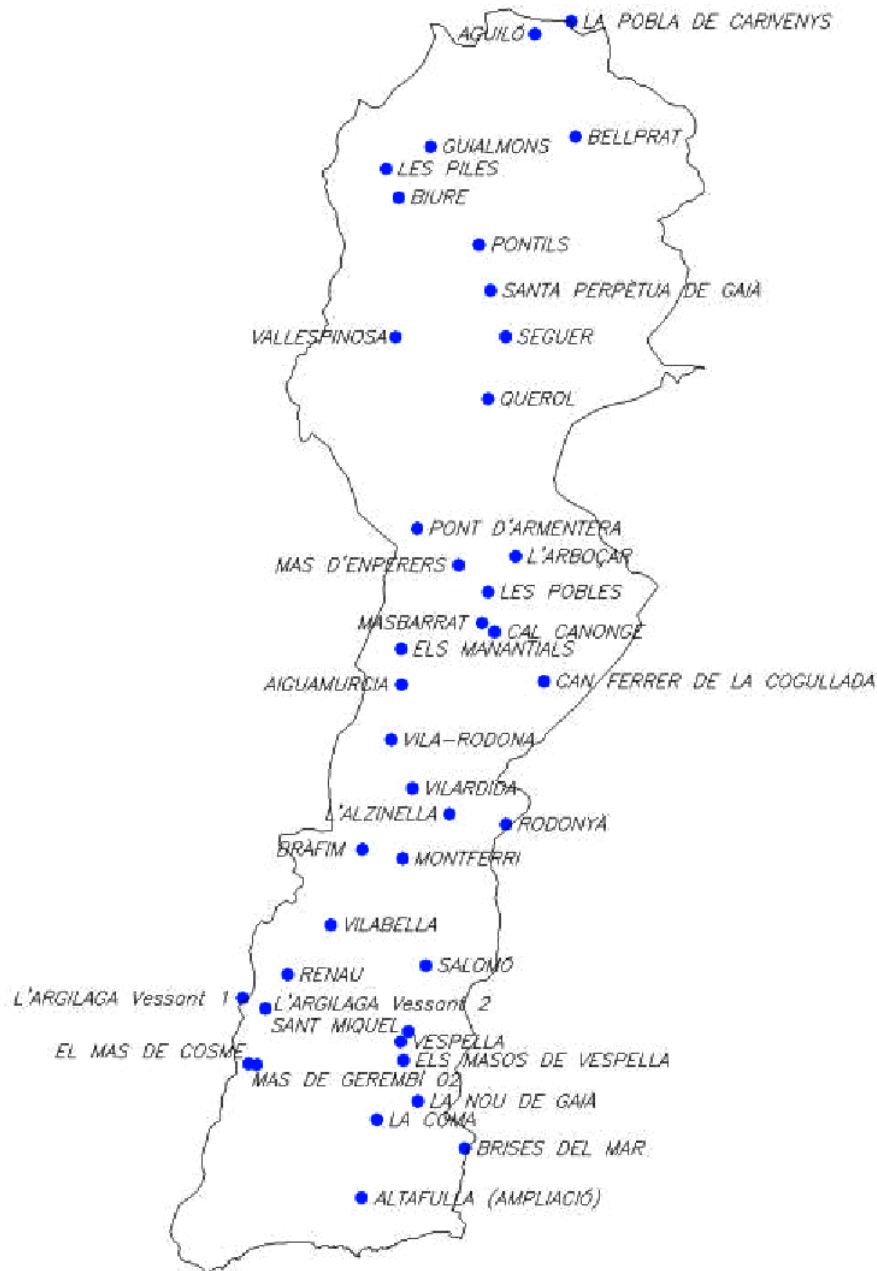 LA POBLA DE CARIVENYS
AGUILÓ
BELLPRAT
GUIALMONS
LES PILES
BIURE
PONTILS
SANTA PERPÈTUA DE GAIÀ
VALLESPINOSA
SEGUER
QUEROL
PONT D'ARMENTERA
L'ARBOÇAR
MAS D'ENPERERS
LES POBLES
MASBARRAT
CAL CANONGE
ELS MANANTIALS
AIGUAMURCIA
CAN FERRER DE LA COGULLADA
VILA-RODONA
VILARDIDA
L'ALZINELLA
RODONYÀ
BRÀFIM
MONTFERRI
VILABELLA
SALOMÓ
RENAU
L'ARGILAGA Vessant 1
L'ARGILAGA Vessant 2
SANT MIQUEL
VESPELLA
EL MAS DE COSME
ELS MASOS DE VESPELLA
MAS DE GEREMBÍ 02
LA NOU DE GAIÀ
LA COMA
BRISES DEL MAR
ALTAFULLA (AMPLIACIÓ)